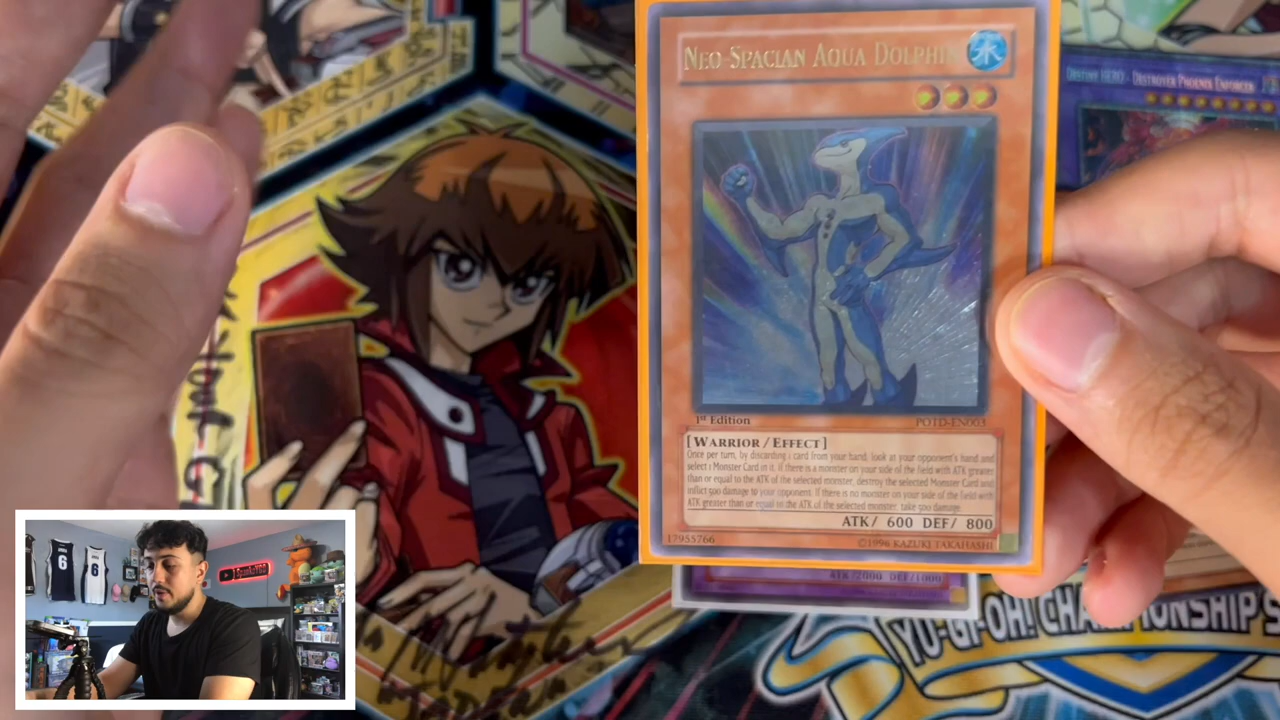 NEO-SPACIAN AQUA DOLPHIN
水
DESTINY HERO - DESTROYER PHOENIX ENFORCER
1st Edition
POTD-EN003
[WARRIOR / EFFECT]
Once per turn, by discarding 1 card from your hand, look at your opponent's hand and
select 1 Monster Card in it. If there is a monster on your side of the field with ATK greater
than or equal to the ATK of the selected monster, destroy the selected Monster Card and
inflict 500 damage to your opponent. If there is no monster on your side of the field with
ATK greater than or equal to the ATK of the selected monster, take 500 damage.
ATK/ 600 DEF/ 800
17955766
©1996 KAZUKI TAKAHASHI
ATK/2000 DEF/1000
YU-GI-OH! CHAMPIONSHIP S
6
6